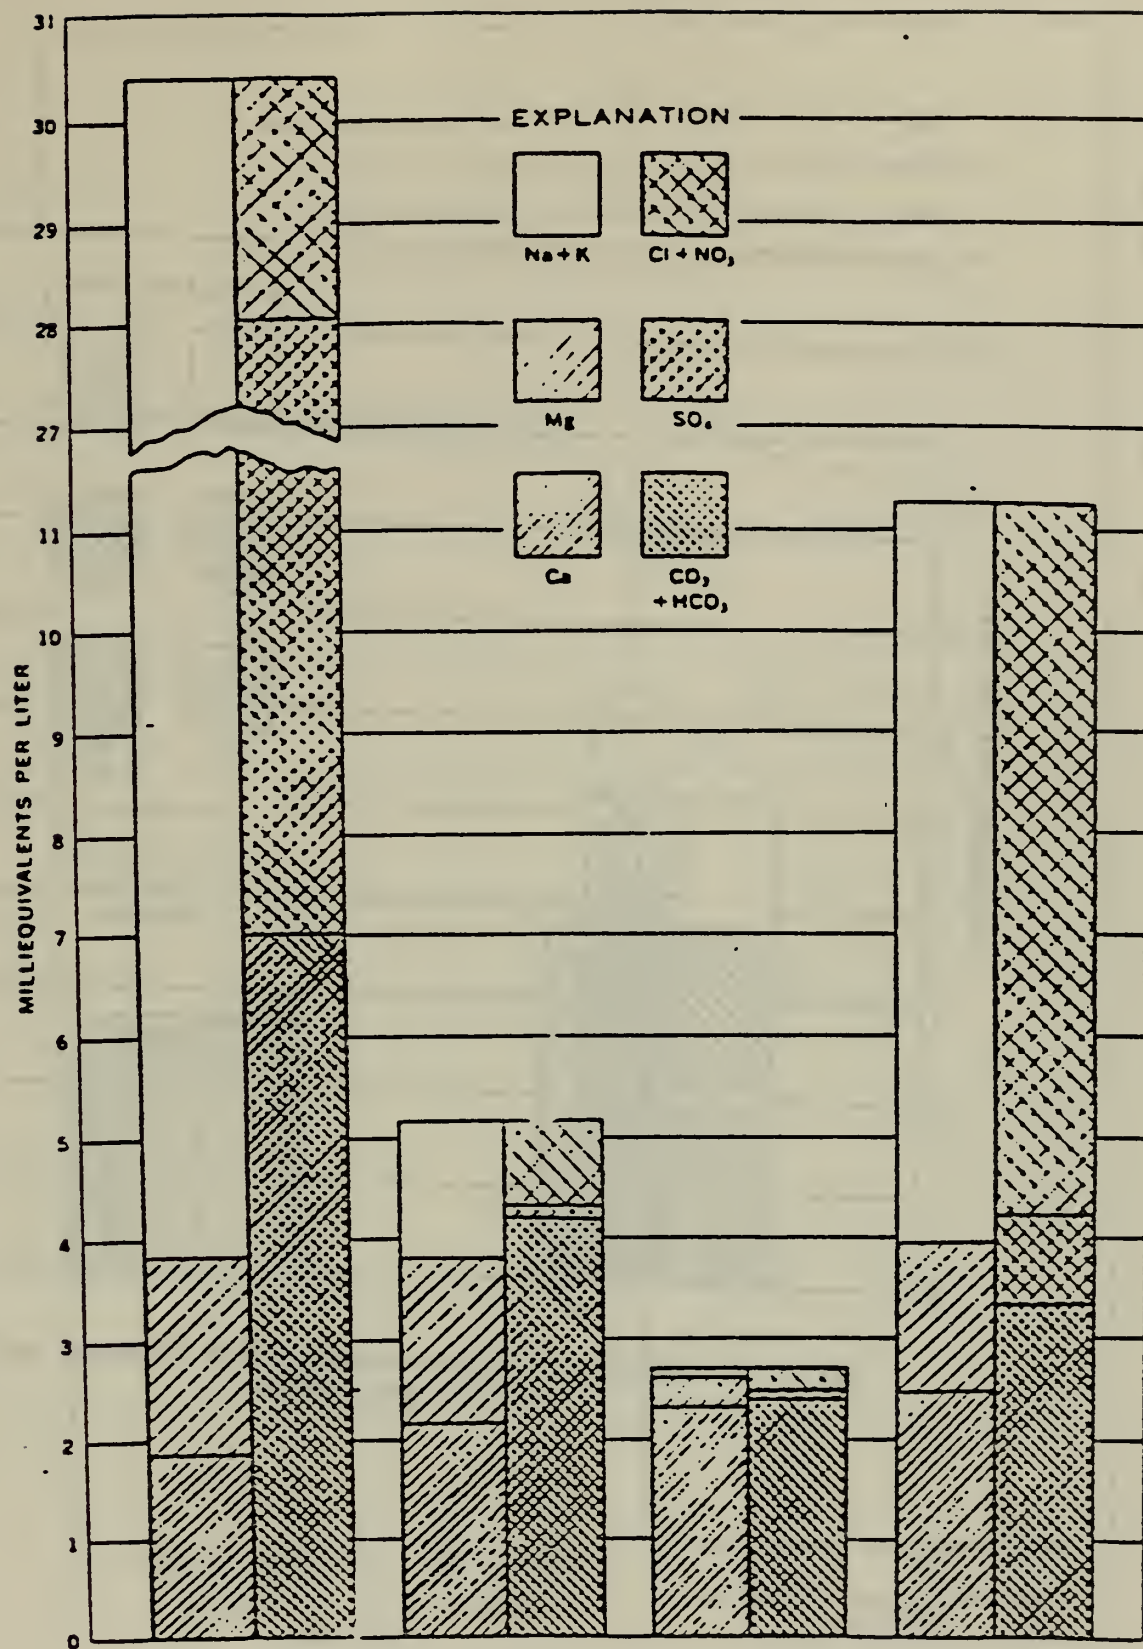 31
30
29
28
27
11
10
9
8
7
6
5
4
3
2
1
0
MILLIEQUIVALENTS PER LITER
EXPLANATION
Na+K
Cl+NO₃
Mg
SO₄
Ca
CO₃
+HCO₃